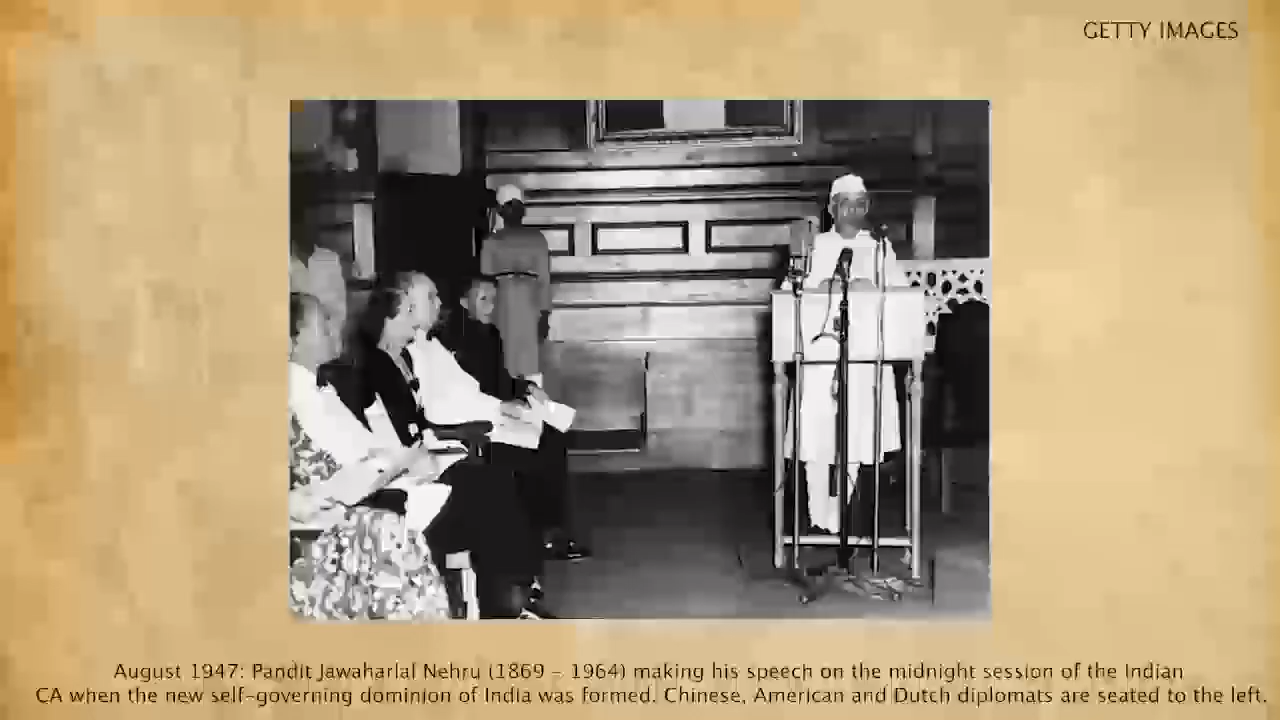 GETTY IMAGES
August 1947: Pandit Jawaharlal Nehru (1869 - 1964) making his speech on the midnight session of the Indian
CA when the new self-governing dominion of India was formed. Chinese, American and Dutch diplomats are seated to the left.